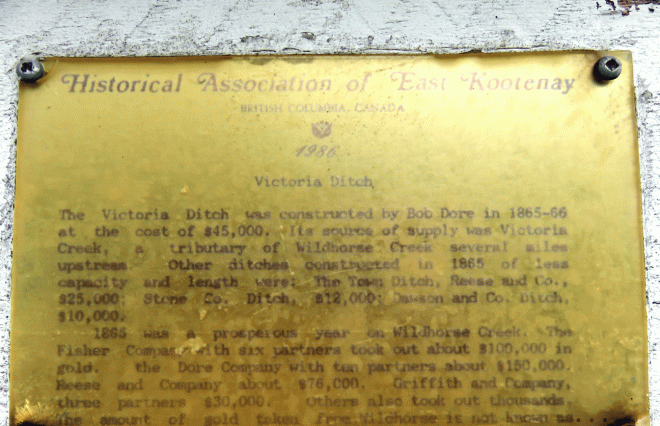 Historical Association of East Kootenay
BRITISH COLUMBIA, CANADA
1986
Victoria Ditch
The Victoria Ditch was constructed by Bob Dore in 1865-66
at the cost of $45,000. Its source of supply was Victoria
Creek, a tributary of Wildhorse Creek several miles
upstream. Other ditches constructed in 1865 of less
capacity and length were: The Town Ditch, Reese and Co.,
$25,000; Stone Co. Ditch, $12,000; Dawson and Co. Ditch,
$10,000.
1865 was a prosperous year on Wildhorse Creek. The
Fisher Company with six partners took out about $100,000 in
gold. the Dore Company with ten partners about $150,000.
Reese and Company about $76,000. Griffith and Company,
three partners $30,000. Others also took out thousands.
The amount of gold taken from Wildhorse is not known as...